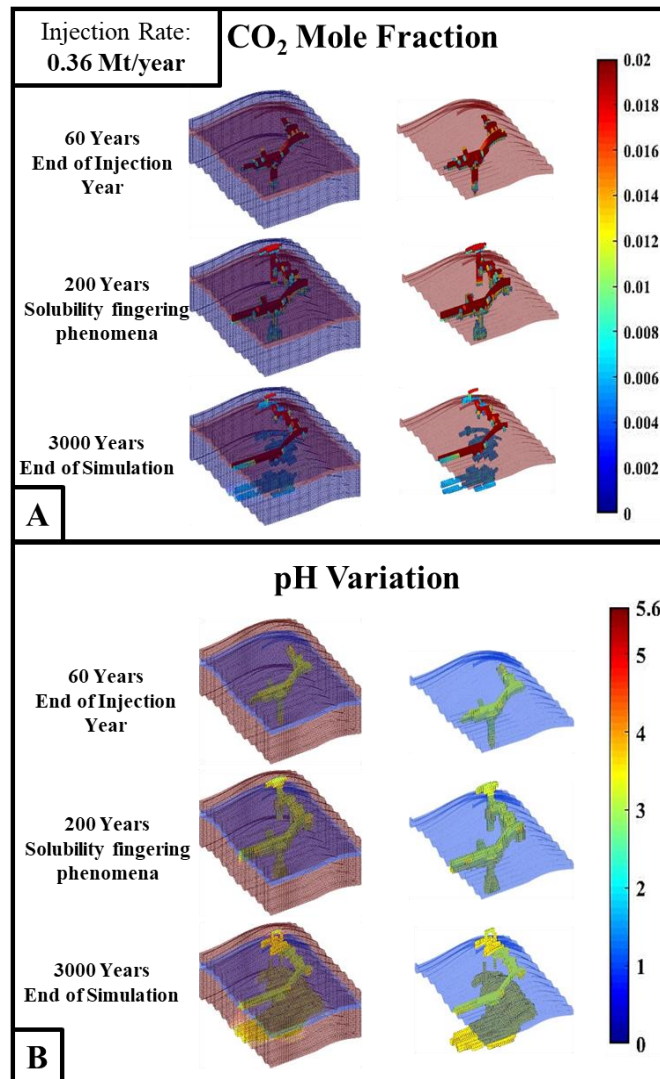 Injection Rate:
0.36 Mt/year
CO₂ Mole Fraction
60 Years
End of Injection
Year
200 Years
Solubility fingering
phenomena
3000 Years
End of Simulation
0.02
0.018
0.016
0.014
0.012
0.01
0.008
0.006
0.004
0.002
0
A
pH Variation
60 Years
End of Injection
Year
200 Years
Solubility fingering
phenomena
3000 Years
End of Simulation
5.6
5
4
3
2
1
0
B